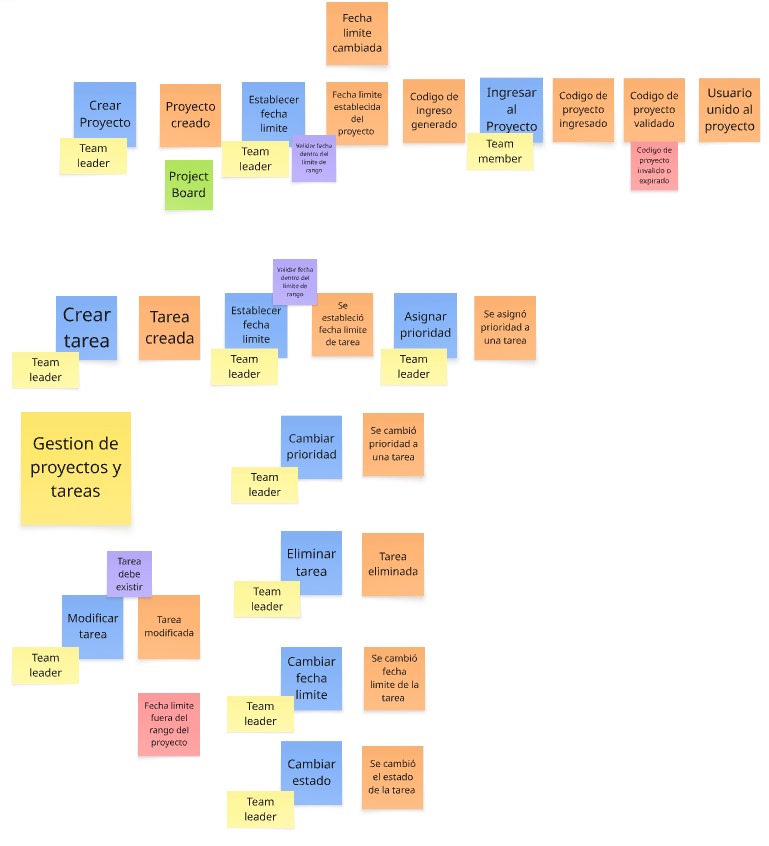 Fecha
limite
cambiada
Crear
Proyecto
Team
leader
Proyecto
creado
Project
Board
Establecer
fecha
limite
Team
leader
Validar fecha
dentro del
limite de
rango
Fecha limite
establecida
del
proyecto
Codigo de
ingreso
generado
Ingresar
al
Proyecto
Team
member
Codigo de
proyecto
ingresado
Codigo de
proyecto
validado
Codigo de
proyecto
invalido o
expirado
Usuario
unido al
proyecto
Crear
tarea
Team
leader
Tarea
creada
Validar fecha
dentro del
limite de
rango
Establecer
fecha
limite
Team
leader
Se
estableció
fecha limite
de tarea
Asignar
prioridad
Team
leader
Se asignó
prioridad a
una tarea
Gestion de
proyectos y
tareas
Cambiar
prioridad
Team
leader
Se cambió
prioridad a
una tarea
Eliminar
tarea
Team
leader
Tarea
eliminada
Tarea
debe
existir
Modificar
tarea
Team
leader
Tarea
modificada
Fecha limite
fuera del
rango del
proyecto
Cambiar
fecha
limite
Team
leader
Se cambió
fecha
limite de la
tarea
Cambiar
estado
Team
leader
Se cambió
el estado
de la tarea